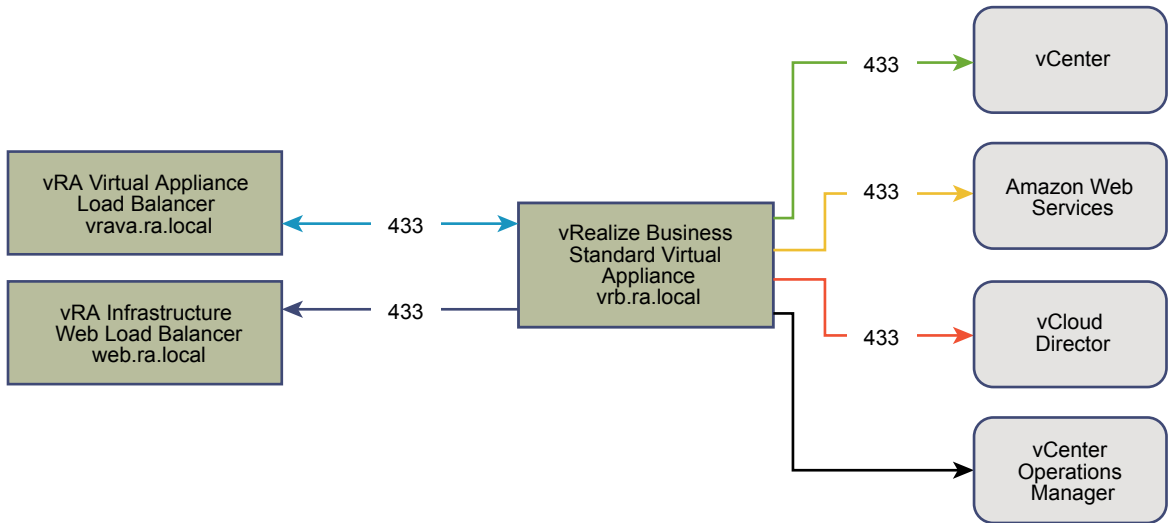 vRA Virtual Appliance
Load Balancer
vrava.ra.local
433
vRA Infrastructure
Web Load Balancer
web.ra.local
433
vRealize Business
Standard Virtual
Appliance
vrb.ra.local
433
vCenter
433
Amazon Web
Services
433
vCloud
Director
vCenter
Operations
Manager